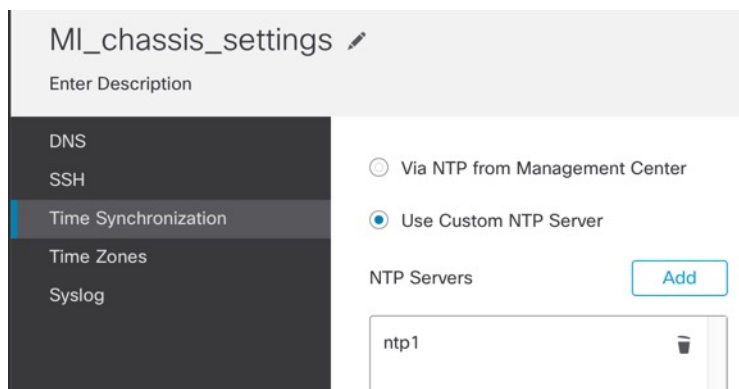 MI_chassis_settings
Enter Description
DNS
SSH
Time Synchronization
Time Zones
Syslog
Via NTP from Management Center
Use Custom NTP Server
NTP Servers
Add
ntp1